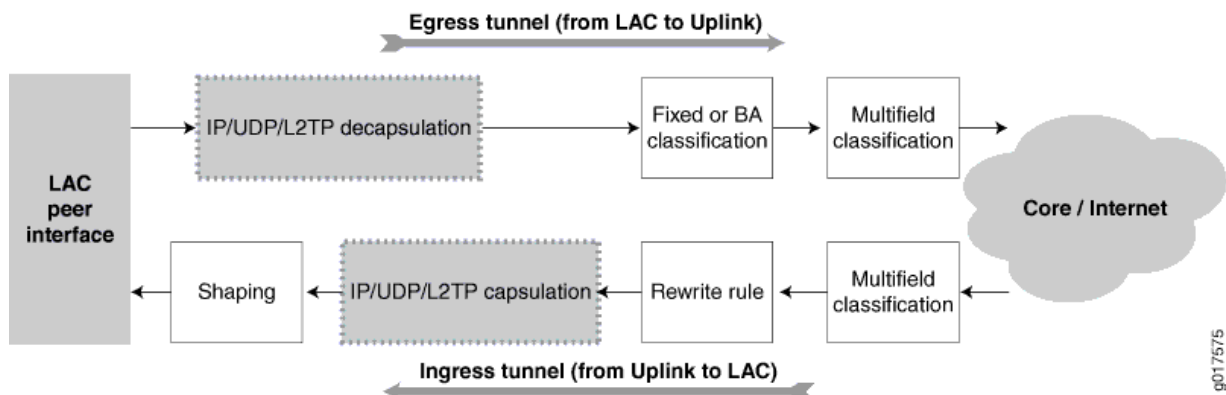 Egress tunnel (from LAC to Uplink)
LAC
peer
interface
IP/UDP/L2TP decapsulation
Fixed or BA
classification
Multifield
classification
Core / Internet
Shaping
IP/UDP/L2TP capsulation
Rewrite rule
Multifield
classification
Ingress tunnel (from Uplink to LAC)
g017575